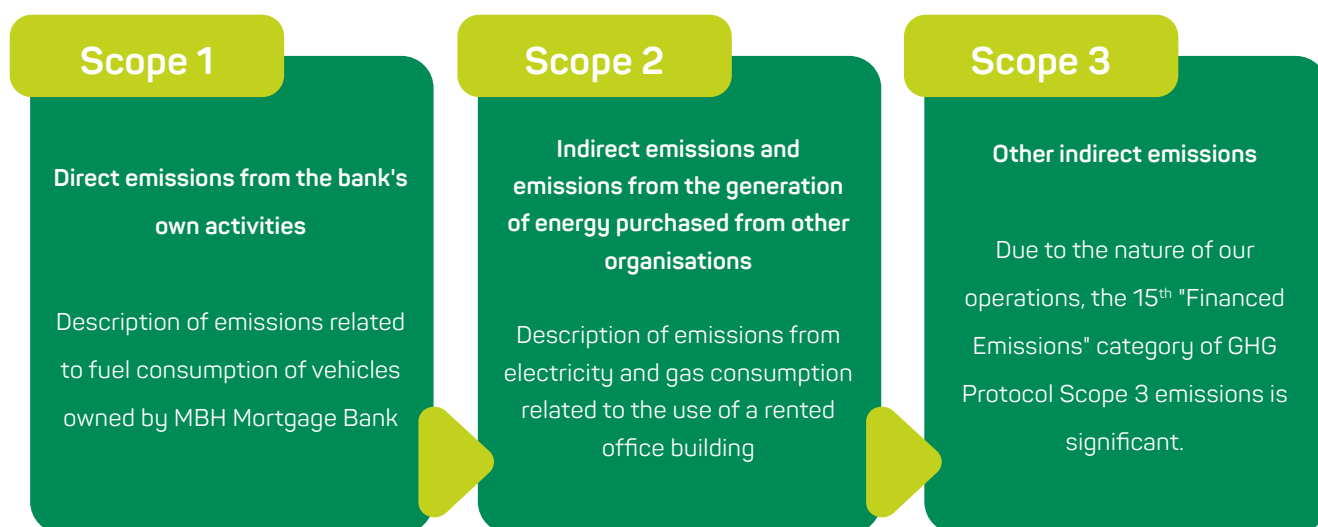 Scope 1
Direct emissions from the bank's
own activities
Description of emissions related
to fuel consumption of vehicles
owned by MBH Mortgage Bank
Scope 2
Indirect emissions and
emissions from the generation
of energy purchased from other
organisations
Description of emissions from
electricity and gas consumption
related to the use of a rented
office building
Scope 3
Other indirect emissions
Due to the nature of our
operations, the 15th "Financed
Emissions" category of GHG
Protocol Scope 3 emissions is
significant.